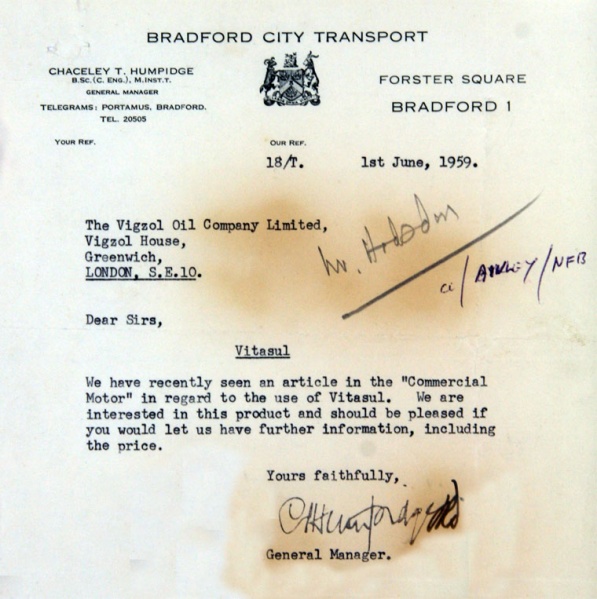 BRADFORD CITY TRANSPORT
CHACELEY T. HUMPIDGE
B.SC. (C. ENG.), M.INST.T.
GENERAL MANAGER
TELEGRAMS: PORTAMUS, BRADFORD.
TEL. 20505
FORSTER SQUARE
BRADFORD 1
YOUR REF.
OUR REF.
18/T.
1st June, 1959.
The Vigzol Oil Company Limited,
Vigzol House,
Greenwich,
LONDON, S.E.10.
Mr. Hodsdon
cc/ /NFB
Dear Sirs,
Vitasul
We have recently seen an article in the "Commercial
Motor" in regard to the use of Vitasul. We are
interested in this product and should be pleased if
you would let us have further information, including
the price.
Yours faithfully,
CTHumpidge
General Manager.